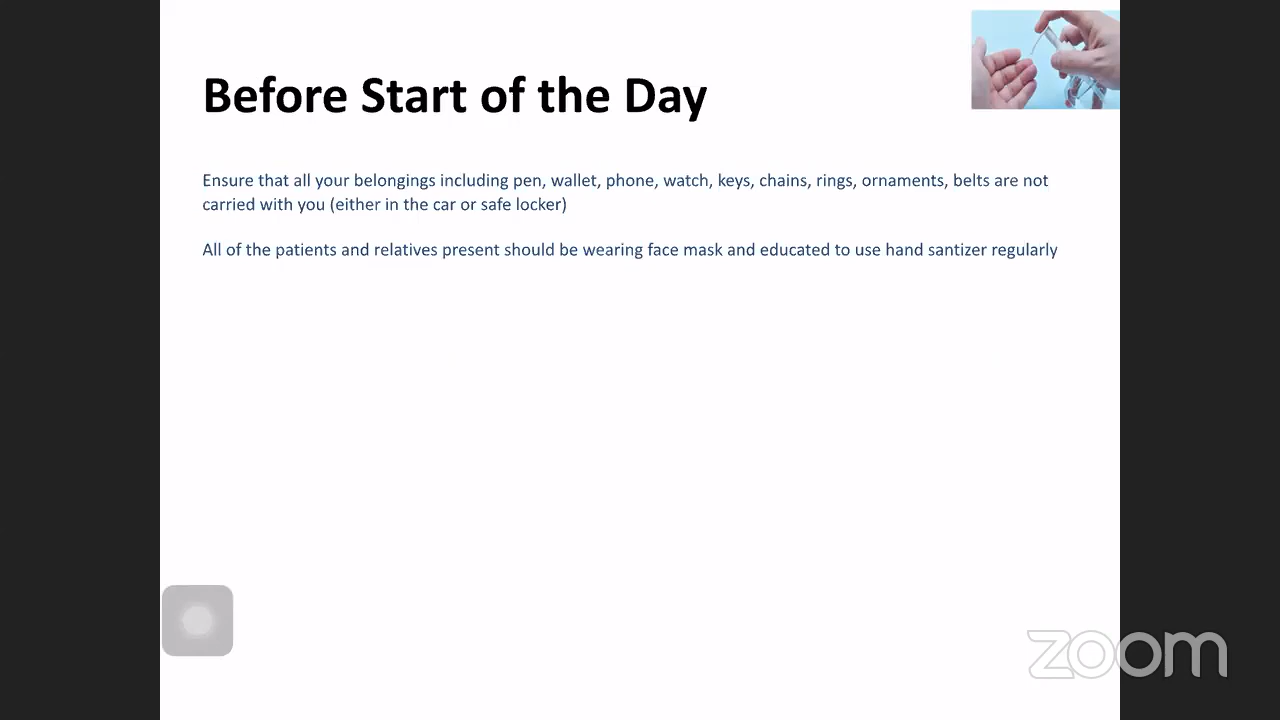 Before Start of the Day
Ensure that all your belongings including pen, wallet, phone, watch, keys, chains, rings, ornaments, belts are not
carried with you (either in the car or safe locker)
All of the patients and relatives present should be wearing face mask and educated to use hand santizer regularly
zoom